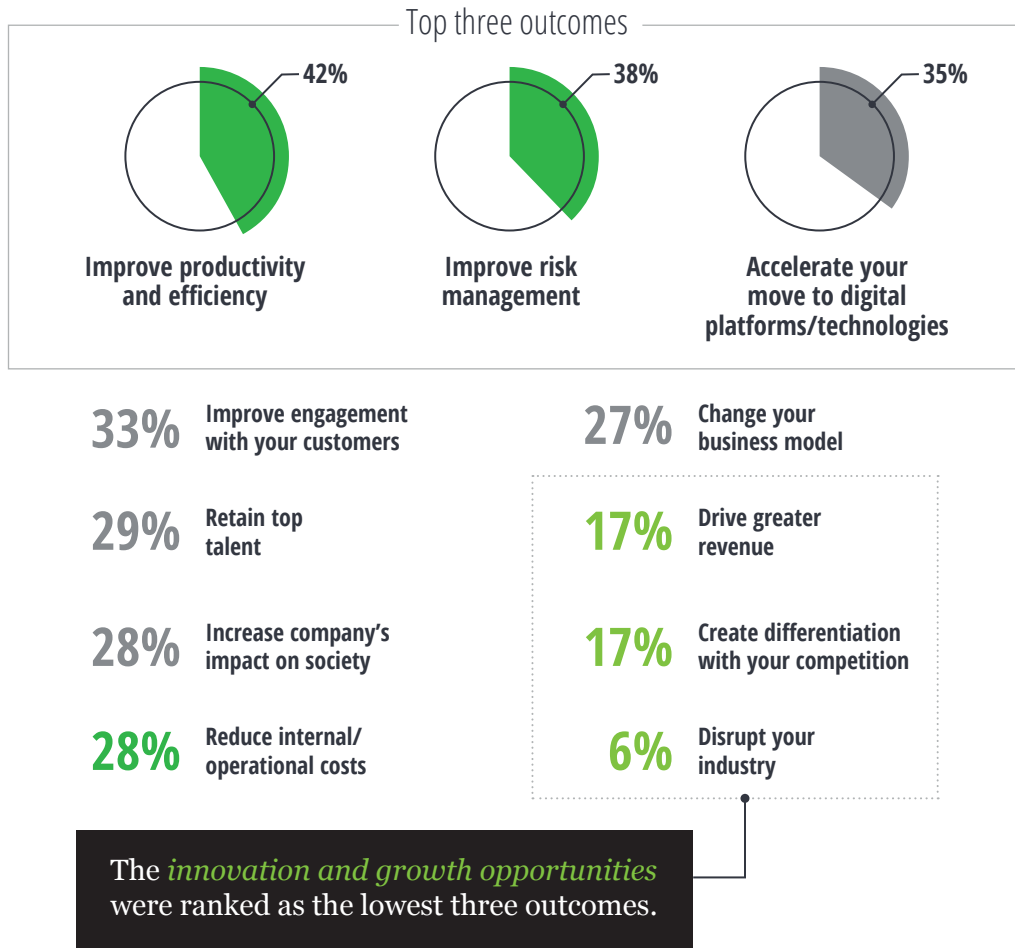 Top three outcomes
42%
Improve productivity
and efficiency
38%
Improve risk
management
35%
Accelerate your
move to digital
platforms/technologies
33%
Improve engagement
with your customers
29%
Retain top
talent
28%
Increase company’s
impact on society
28%
Reduce internal/
operational costs
27%
Change your
business model
17%
Drive greater
revenue
17%
Create differentiation
with your competition
6%
Disrupt your
industry
The innovation and growth opportunities
were ranked as the lowest three outcomes.